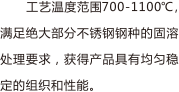 工艺温度范围700-1100℃,
满足绝大部分不锈钢钢种的固溶
处理要求，获得产品具有均匀稳
定的组织和性能。